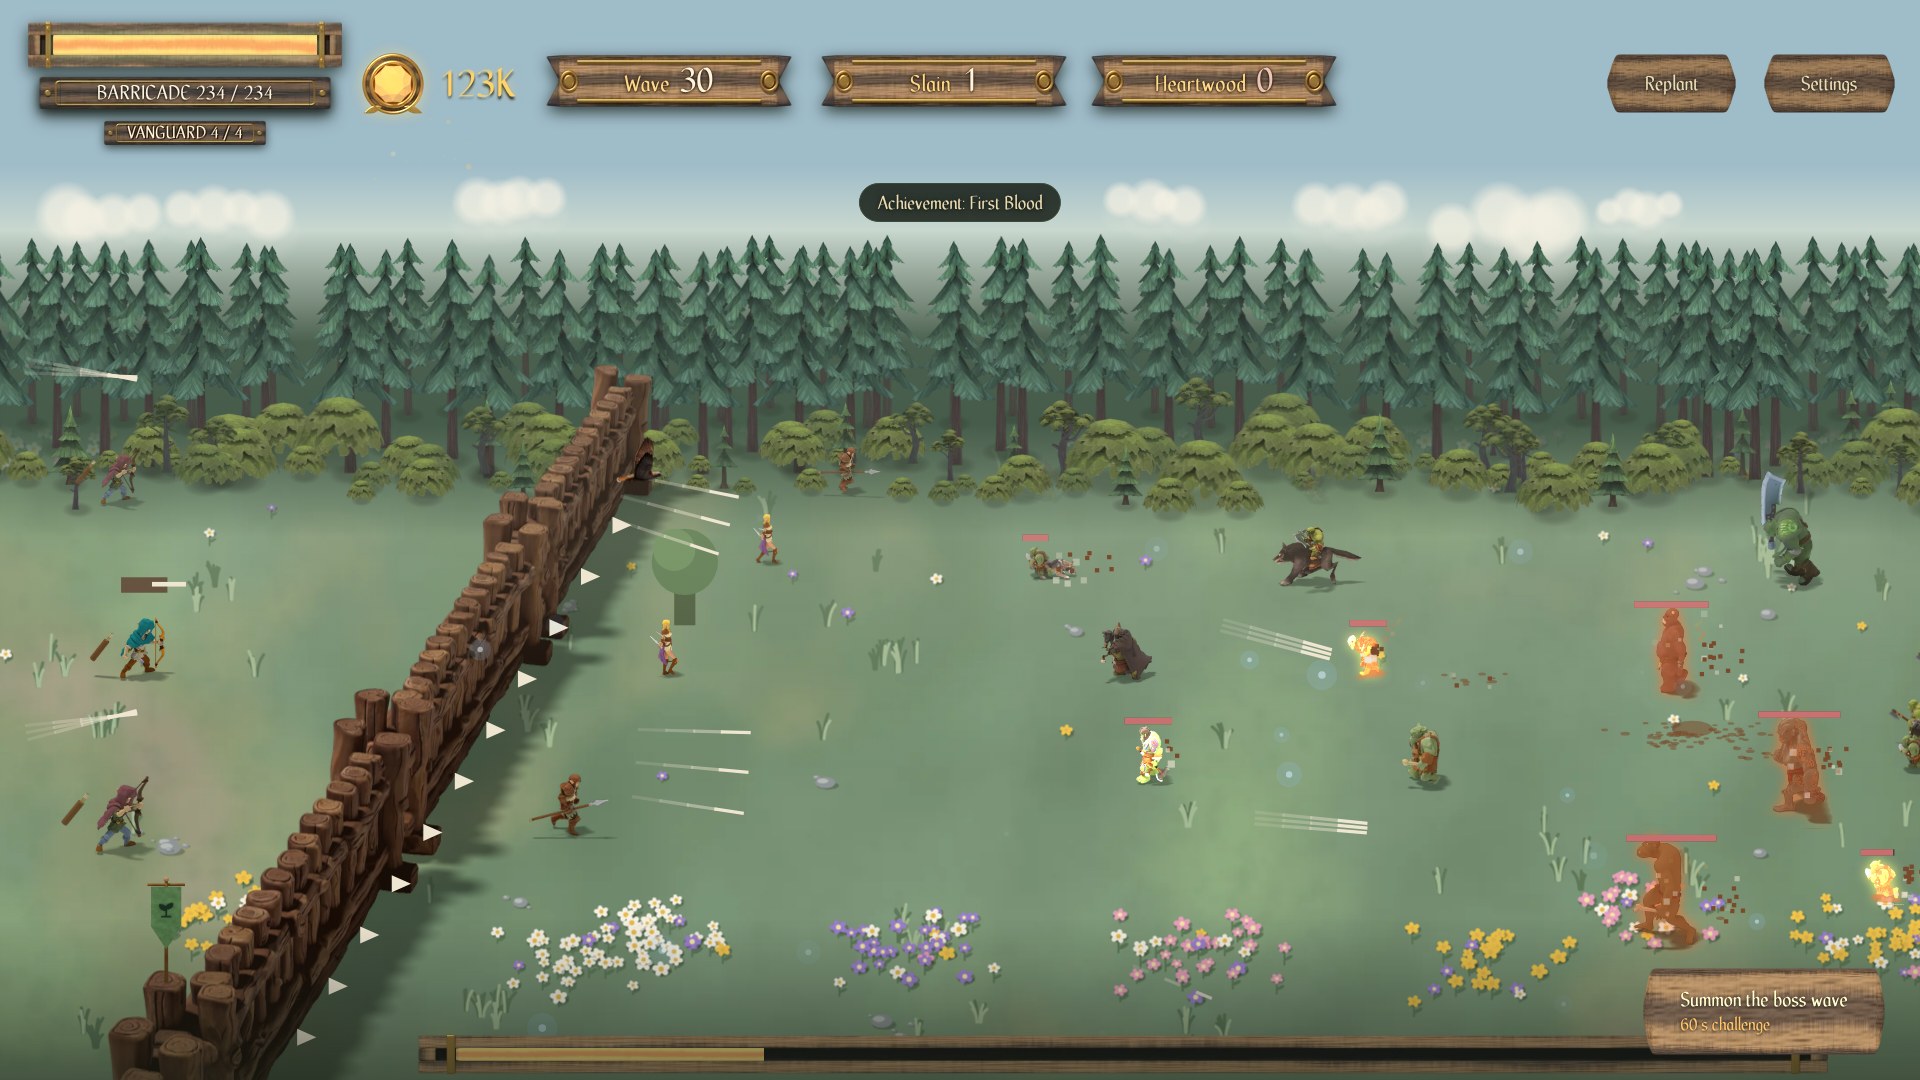 BARRICADE 234 / 234
VANGUARD 4 / 4
123K
Wave 30
Slain 1
Heartwood 0
Replant
Settings
Achievement: First Blood
Summon the boss wave
60 s challenge